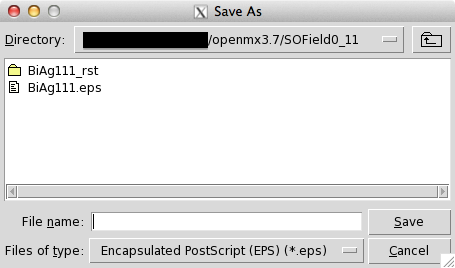 Save As
Directory: /openmx3.7/SOField0_11
BiAg111_rst
BiAg111.eps
File name: Save
Files of type: Encapsulated PostScript (EPS) (*.eps) Cancel